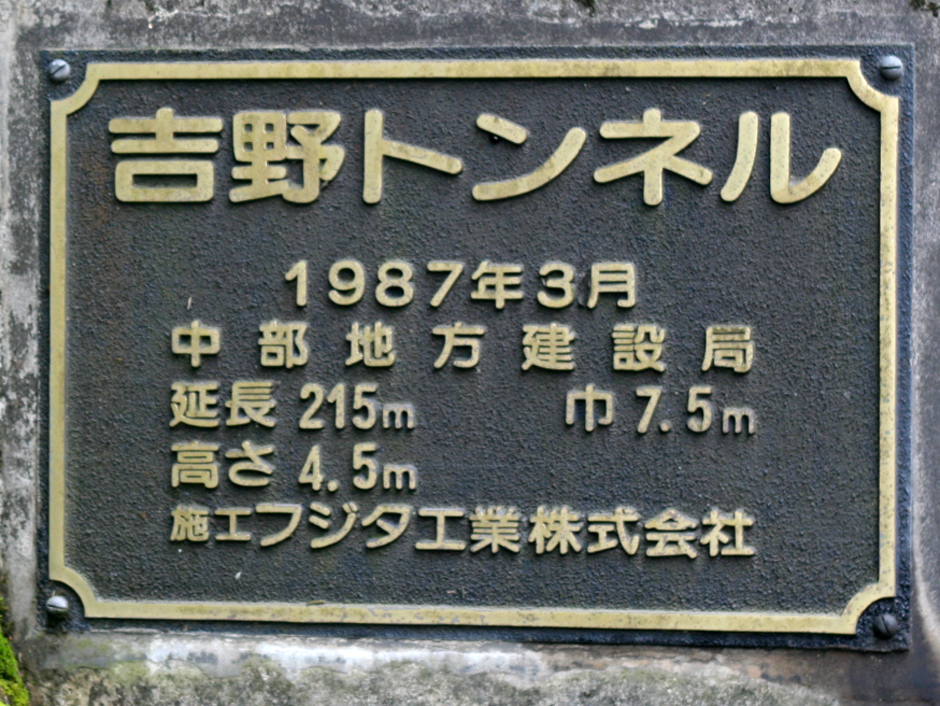 吉野トンネル
1987年3月
中部地方建設局
延長 215m 巾 7.5m
高さ 4.5m
施工フジタ工業株式会社